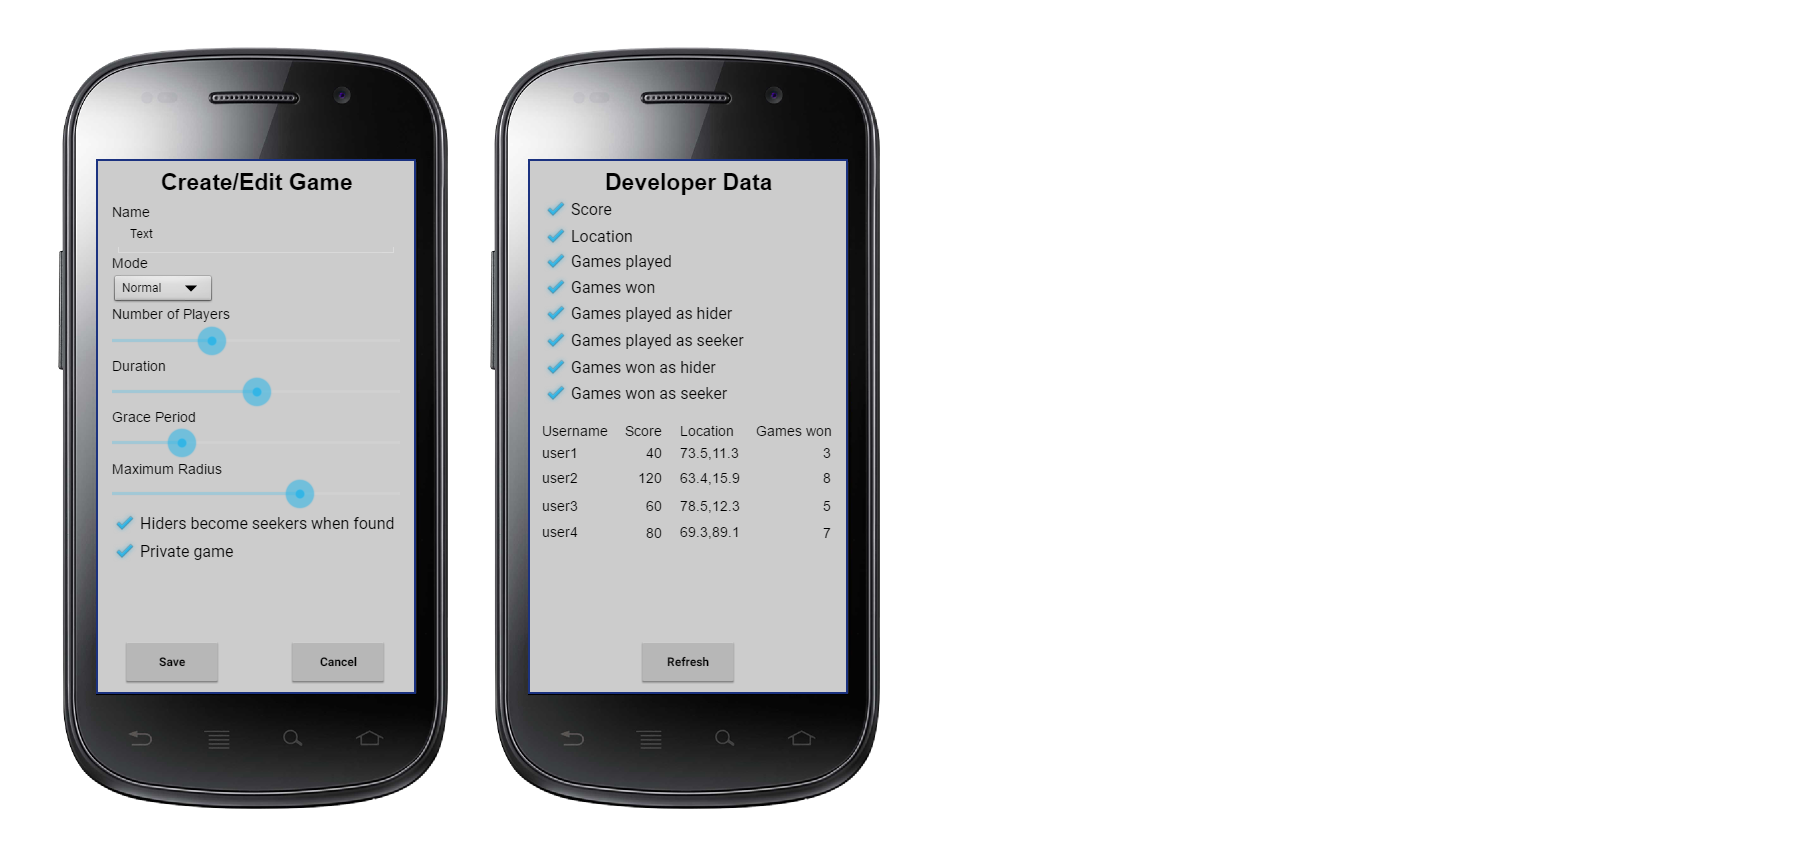 Create/Edit Game
Name
Text
Mode
Normal
Number of Players
Duration
Grace Period
Maximum Radius
Hiders become seekers when found
Private game
Save Cancel
Developer Data
Score
Location
Games played
Games won
Games played as hider
Games played as seeker
Games won as hider
Games won as seeker
Username Score Location Games won
user1 40 73.5,11.3 3
user2 120 63.4,15.9 8
user3 60 78.5,12.3 5
user4 80 69.3,89.1 7
Refresh